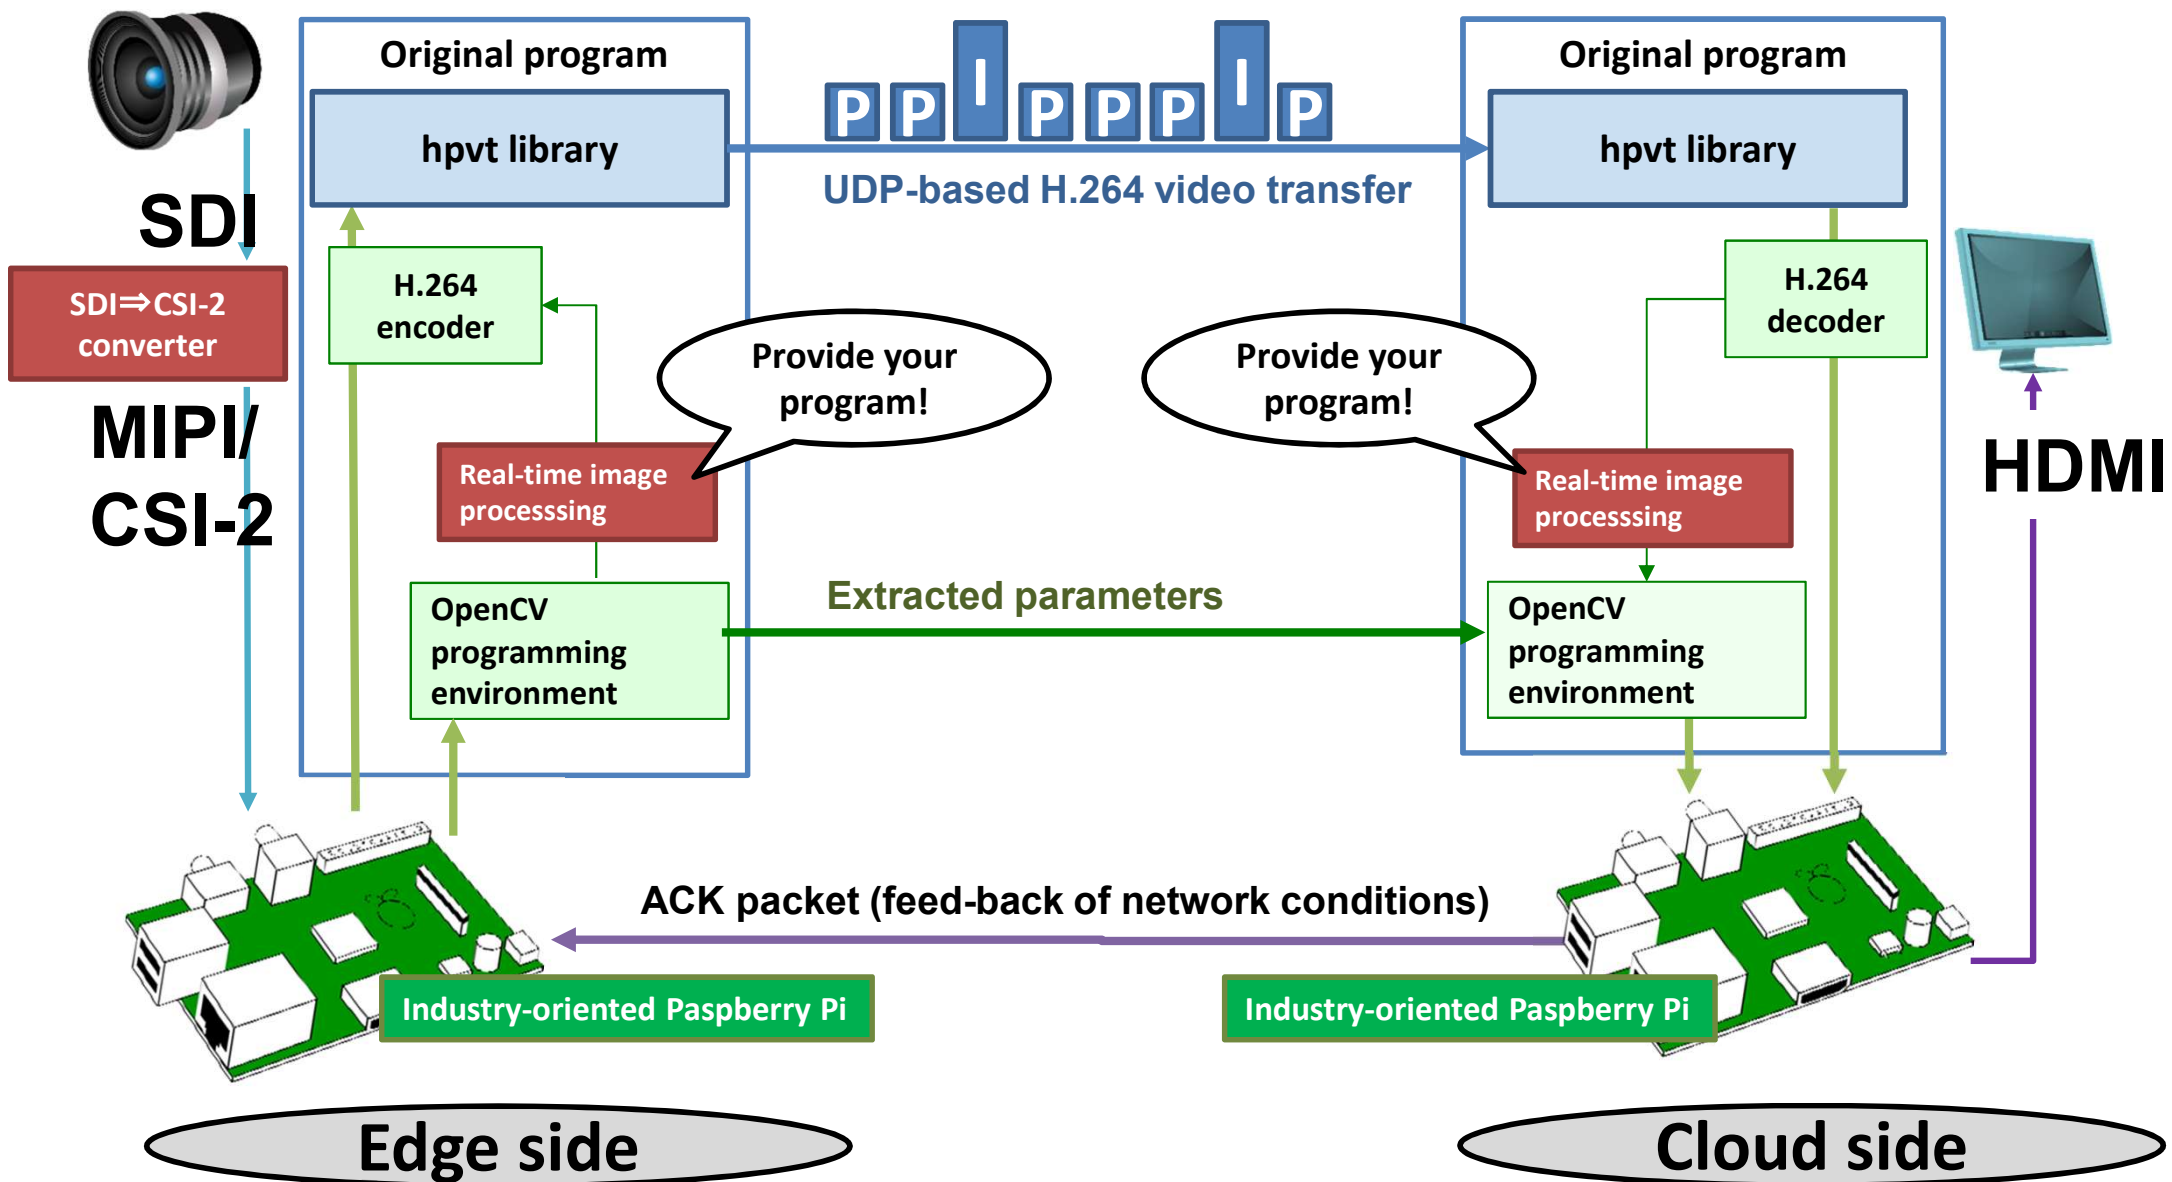 Original program
hpvt library
P P I P P P I P
UDP-based H.264 video transfer
Original program
hpvt library
SDI
SDI⇒CSI-2
converter
MIPI/
CSI-2
H.264
encoder
Provide your
program!
Real-time image
processsing
OpenCV
programming
environment
Extracted parameters
Provide your
program!
H.264
decoder
Real-time image
processsing
OpenCV
programming
environment
HDMI
ACK packet (feed-back of network conditions)
Industry-oriented Paspberry Pi
Industry-oriented Paspberry Pi
Edge side
Cloud side